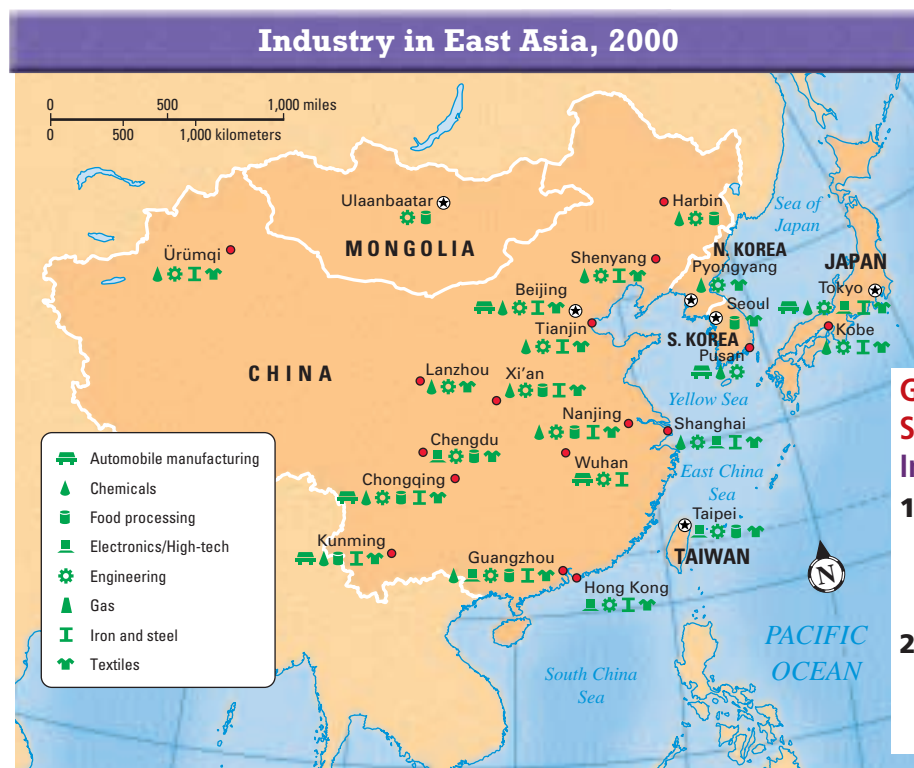 Industry in East Asia, 2000
0 500 1,000 miles
0 500 1,000 kilometers
Ulaanbaatar
MONGOLIA
Harbin
Sea of
Japan
Ürümqi
Shenyang
N. KOREA
Pyongyang
JAPAN
Beijing
Tokyo
Seoul
Tianjin
S. KOREA
Kobe
Pusan
CHINA
Lanzhou
Xi'an
Yellow Sea
Nanjing
Shanghai
Chengdu
Wuhan
East China
Sea
Chongqing
Taipei
Kunming
TAIWAN
Guangzhou
Hong Kong
N
PACIFIC
OCEAN
South China
Sea
Automobile manufacturing
Chemicals
Food processing
Electronics/High-tech
Engineering
Gas
Iron and steel
Textiles
G
S
I
1
2